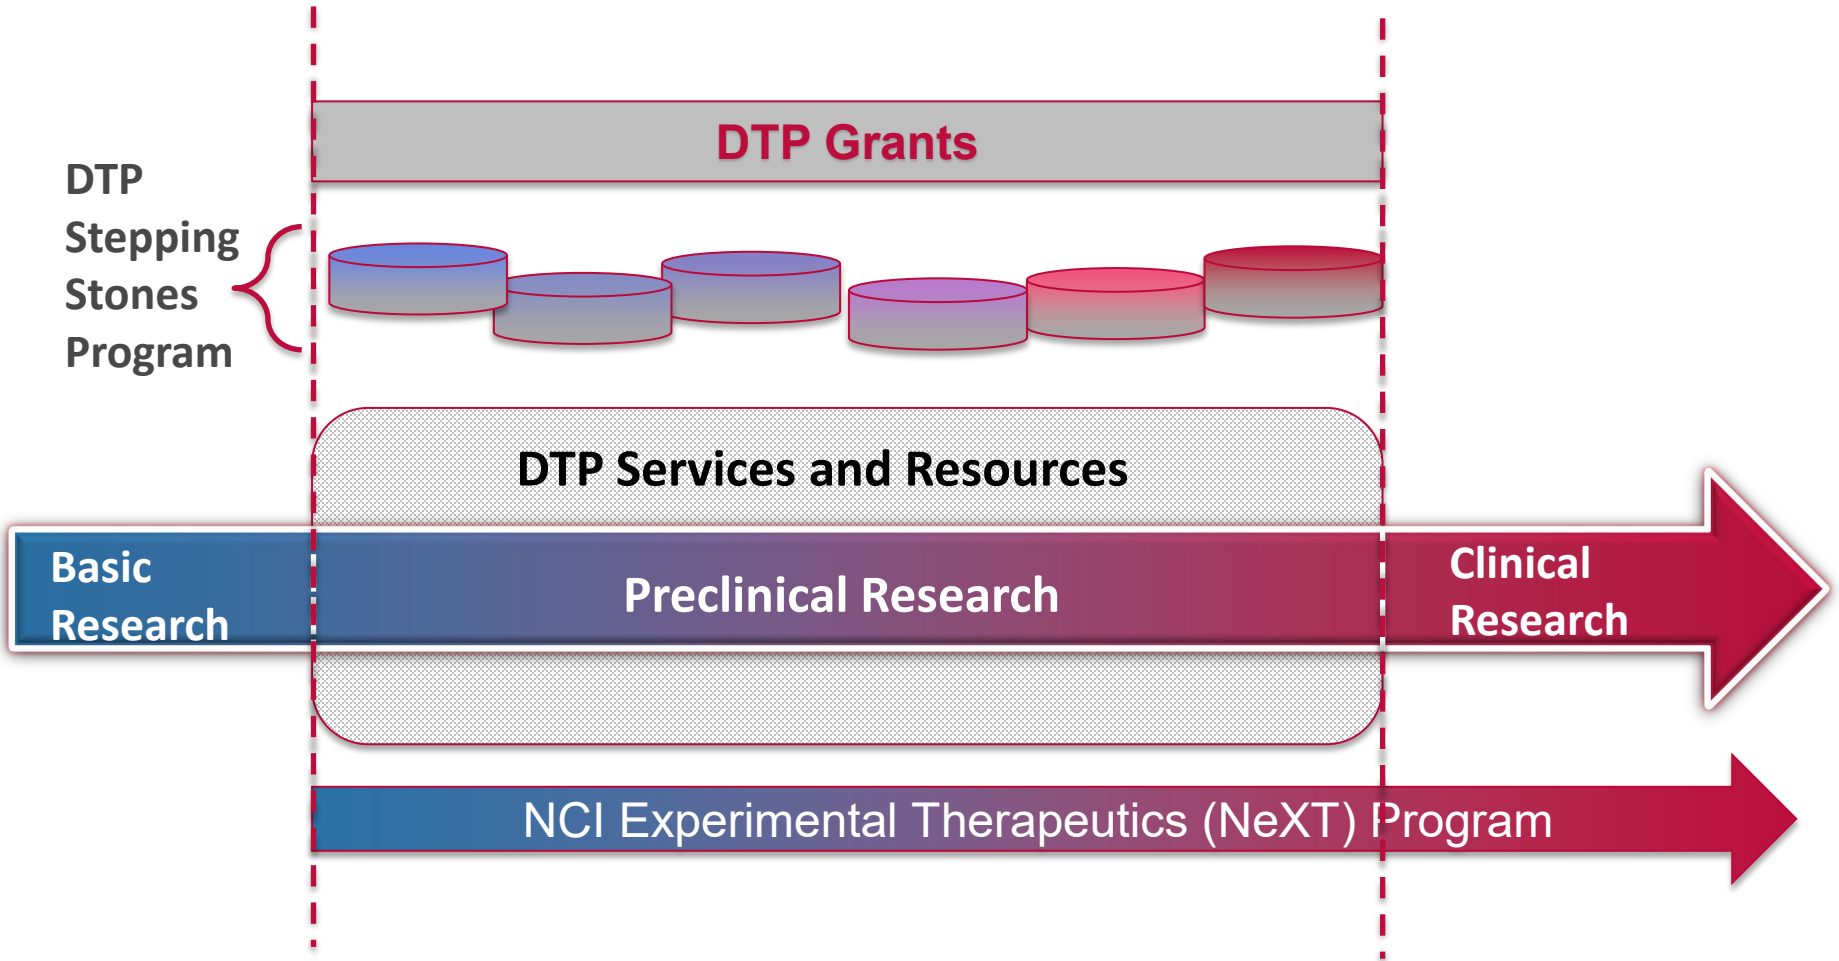 DTP Grants
DTP
Stepping
Stones
Program
DTP Services and Resources
Basic
Research
Preclinical Research
Clinical
Research
NCI Experimental Therapeutics (NeXT) Program